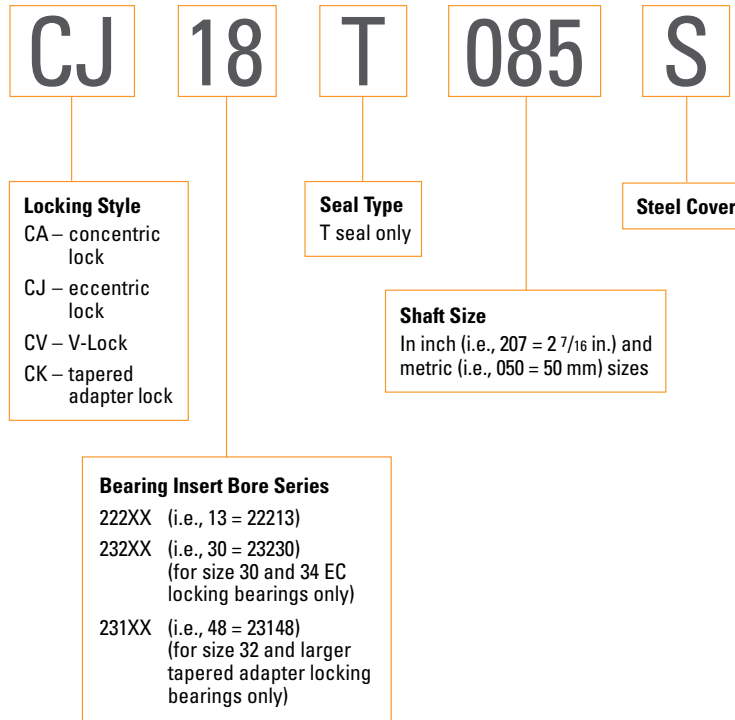 CJ 18 T 085 S
Locking Style
CA – concentric
lock
CJ – eccentric
lock
CV – V-Lock
CK – tapered
adapter lock
Seal Type
T seal only
Steel Cover
Shaft Size
In inch (i.e., 207 = 2 7/16 in.) and
metric (i.e., 050 = 50 mm) sizes
Bearing Insert Bore Series
222XX (i.e., 13 = 22213)
232XX (i.e., 30 = 23230)
(for size 30 and 34 EC
locking bearings only)
231XX (i.e., 48 = 23148)
(for size 32 and larger
tapered adapter locking
bearings only)